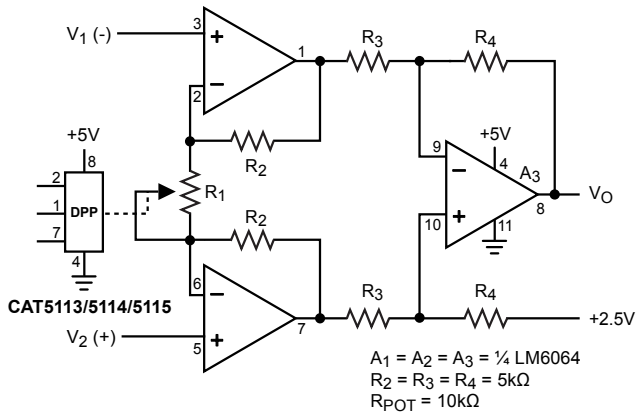 V1 (-)
3
+
1
R3
R4
2
–
+5V
8
R2
+5V
9
4
A3
–
2
1
DPP
7
R1
VO
8
+
10
11
R2
4
CAT5113/5114/5115
6
–
R3
R4
7
+2.5V
V2 (+)
5
+
A1 = A2 = A3 = ¼ LM6064
R2 = R3 = R4 = 5kΩ
RPOT = 10kΩ